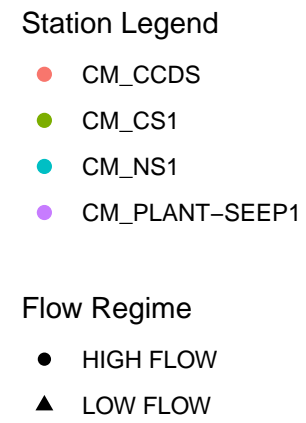 Station Legend
CM_CCDS
CM_CS1
CM_NS1
CM_PLANT−SEEP1
Flow Regime
HIGH FLOW
LOW FLOW